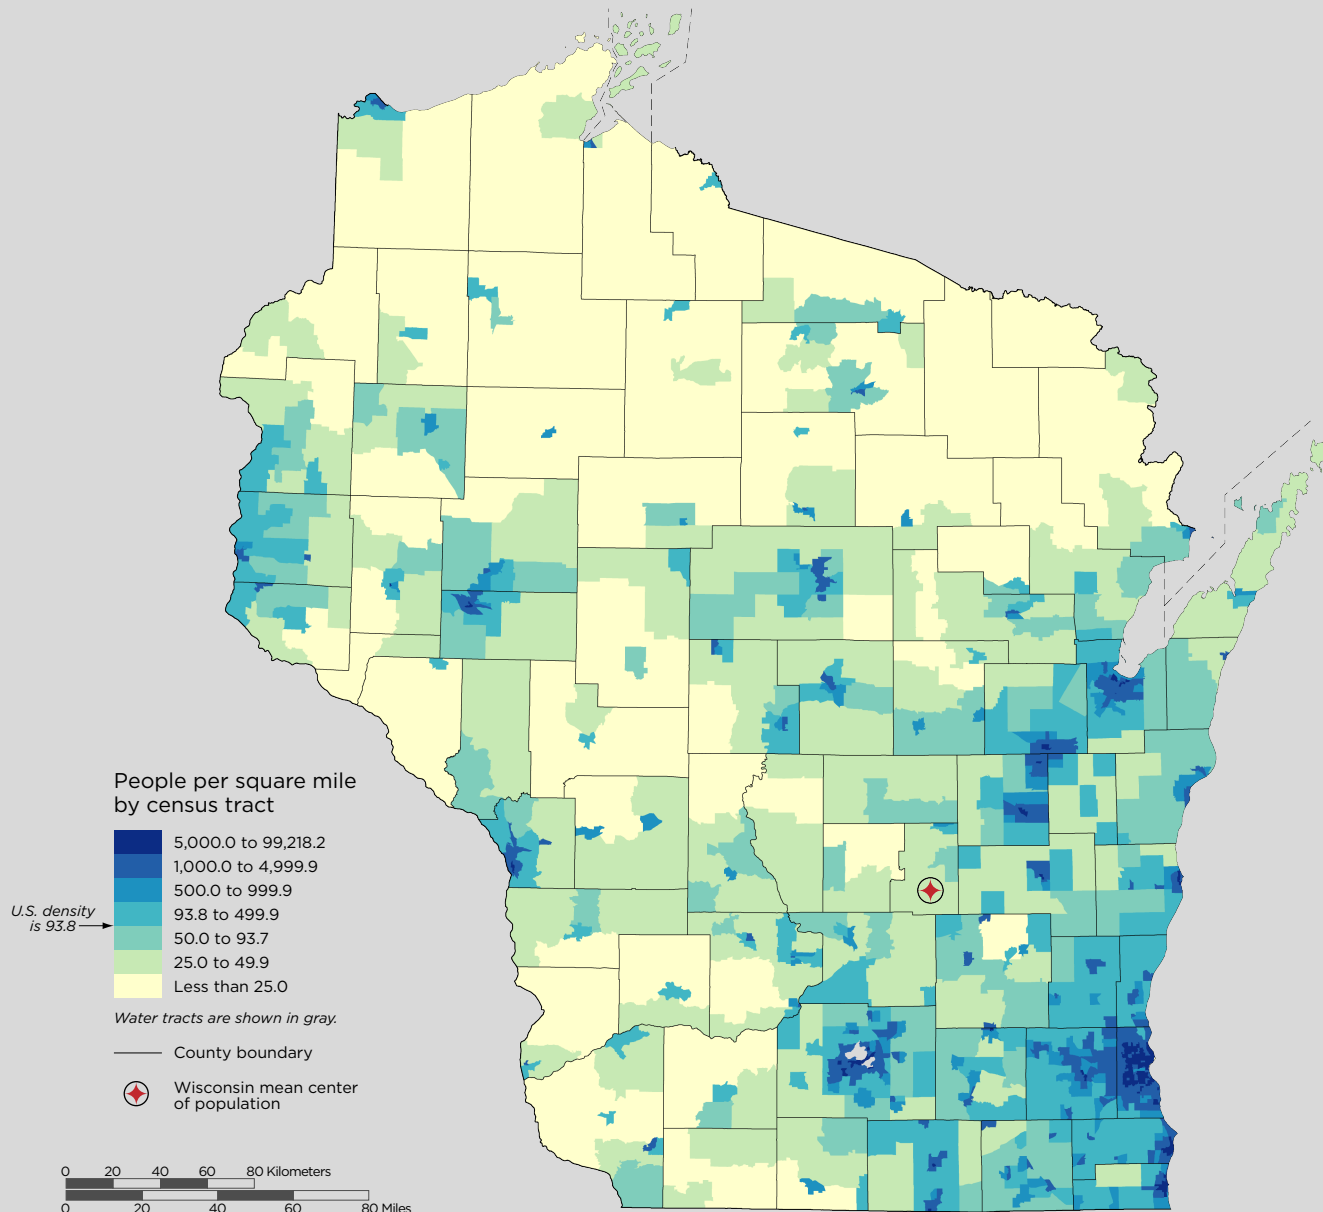 People per square mile
by census tract
5,000.0 to 99,218.2
1,000.0 to 4,999.9
500.0 to 999.9
93.8 to 499.9
50.0 to 93.7
25.0 to 49.9
Less than 25.0
U.S. density
is 93.8
Water tracts are shown in gray.
County boundary
Wisconsin mean center
of population
0 20 40 60 80 Kilometers
0 20 40 60 80 Miles